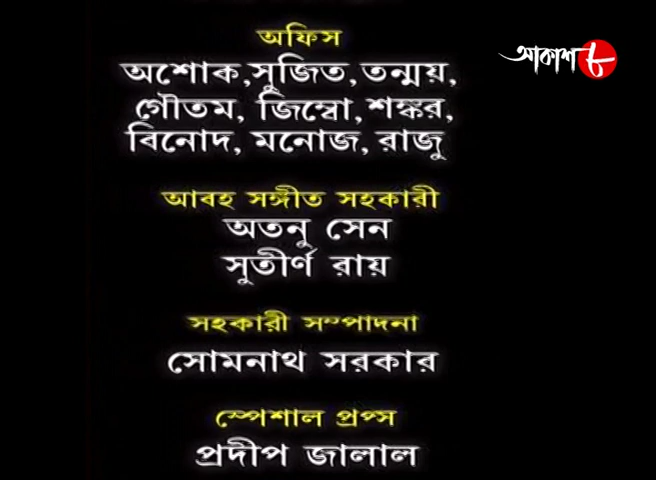 অফিস
আকাশ ৮
অশোক,সুজিত,তন্ময়,
গৌতম, জিম্বো,শঙ্কর,
বিনোদ, মনোজ, রাজু
আবহ সঙ্গীত সহকারী
অতনু সেন
সুতীর্ণ রায়
সহকারী সম্পাদনা
সোমনাথ সরকার
স্পেশাল প্রপ্স
প্রদীপ জালাল